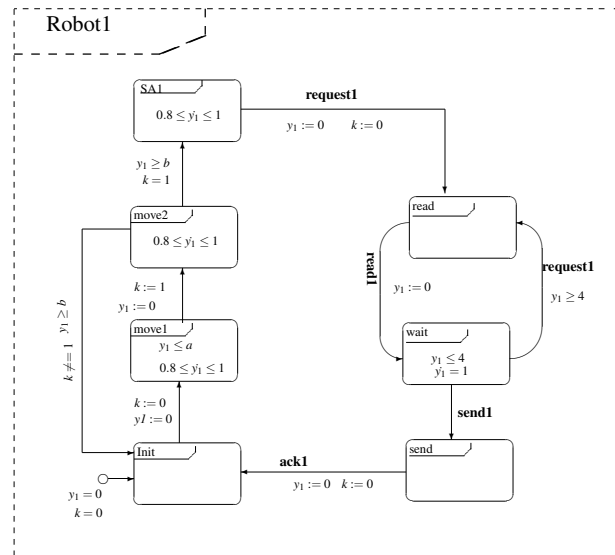 Robot1
SA1
0.8 ≤ ẏ₁ ≤ 1
request1
y₁ := 0 k := 0
y₁ ≥ b
k = 1
move2
0.8 ≤ ẏ₁ ≤ 1
read
read1
y₁ := 0
request1
y₁ ≥ 4
k ≠= 1 y₁ ≥ b
k := 1
y₁ := 0
move1
y₁ ≤ a
0.8 ≤ ẏ₁ ≤ 1
wait
y₁ ≤ 4
ẏ₁ = 1
k := 0
y1 := 0
send1
Init
ack1
send
y₁ := 0 k := 0
y₁ = 0
k = 0